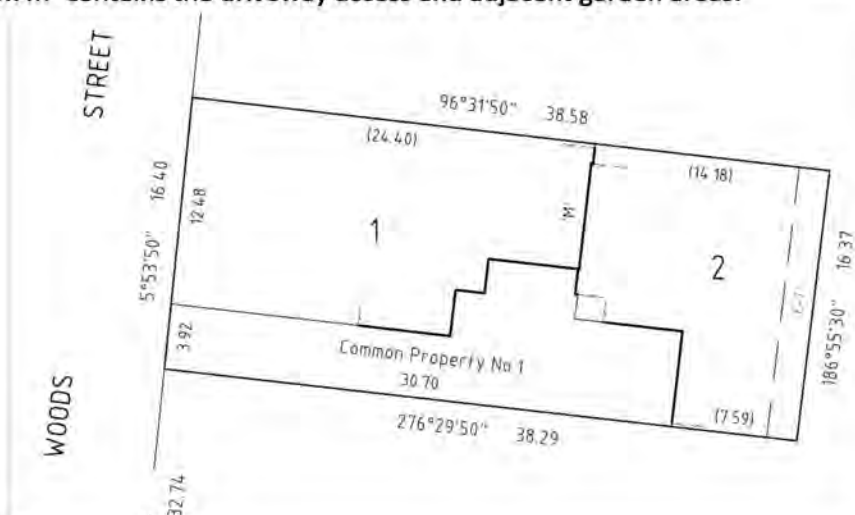 contains the driveway access and adjacent garden areas.
STREET
96°31'50" 38.58
(24.40)
(14.18)
16.40
12.48
5°53'50"
1
'M'
2
E-1
16.37
186°55'30"
3.92
Common Property No 1
30.70
(7.59)
276°29'50" 38.29
WOODS
32.74